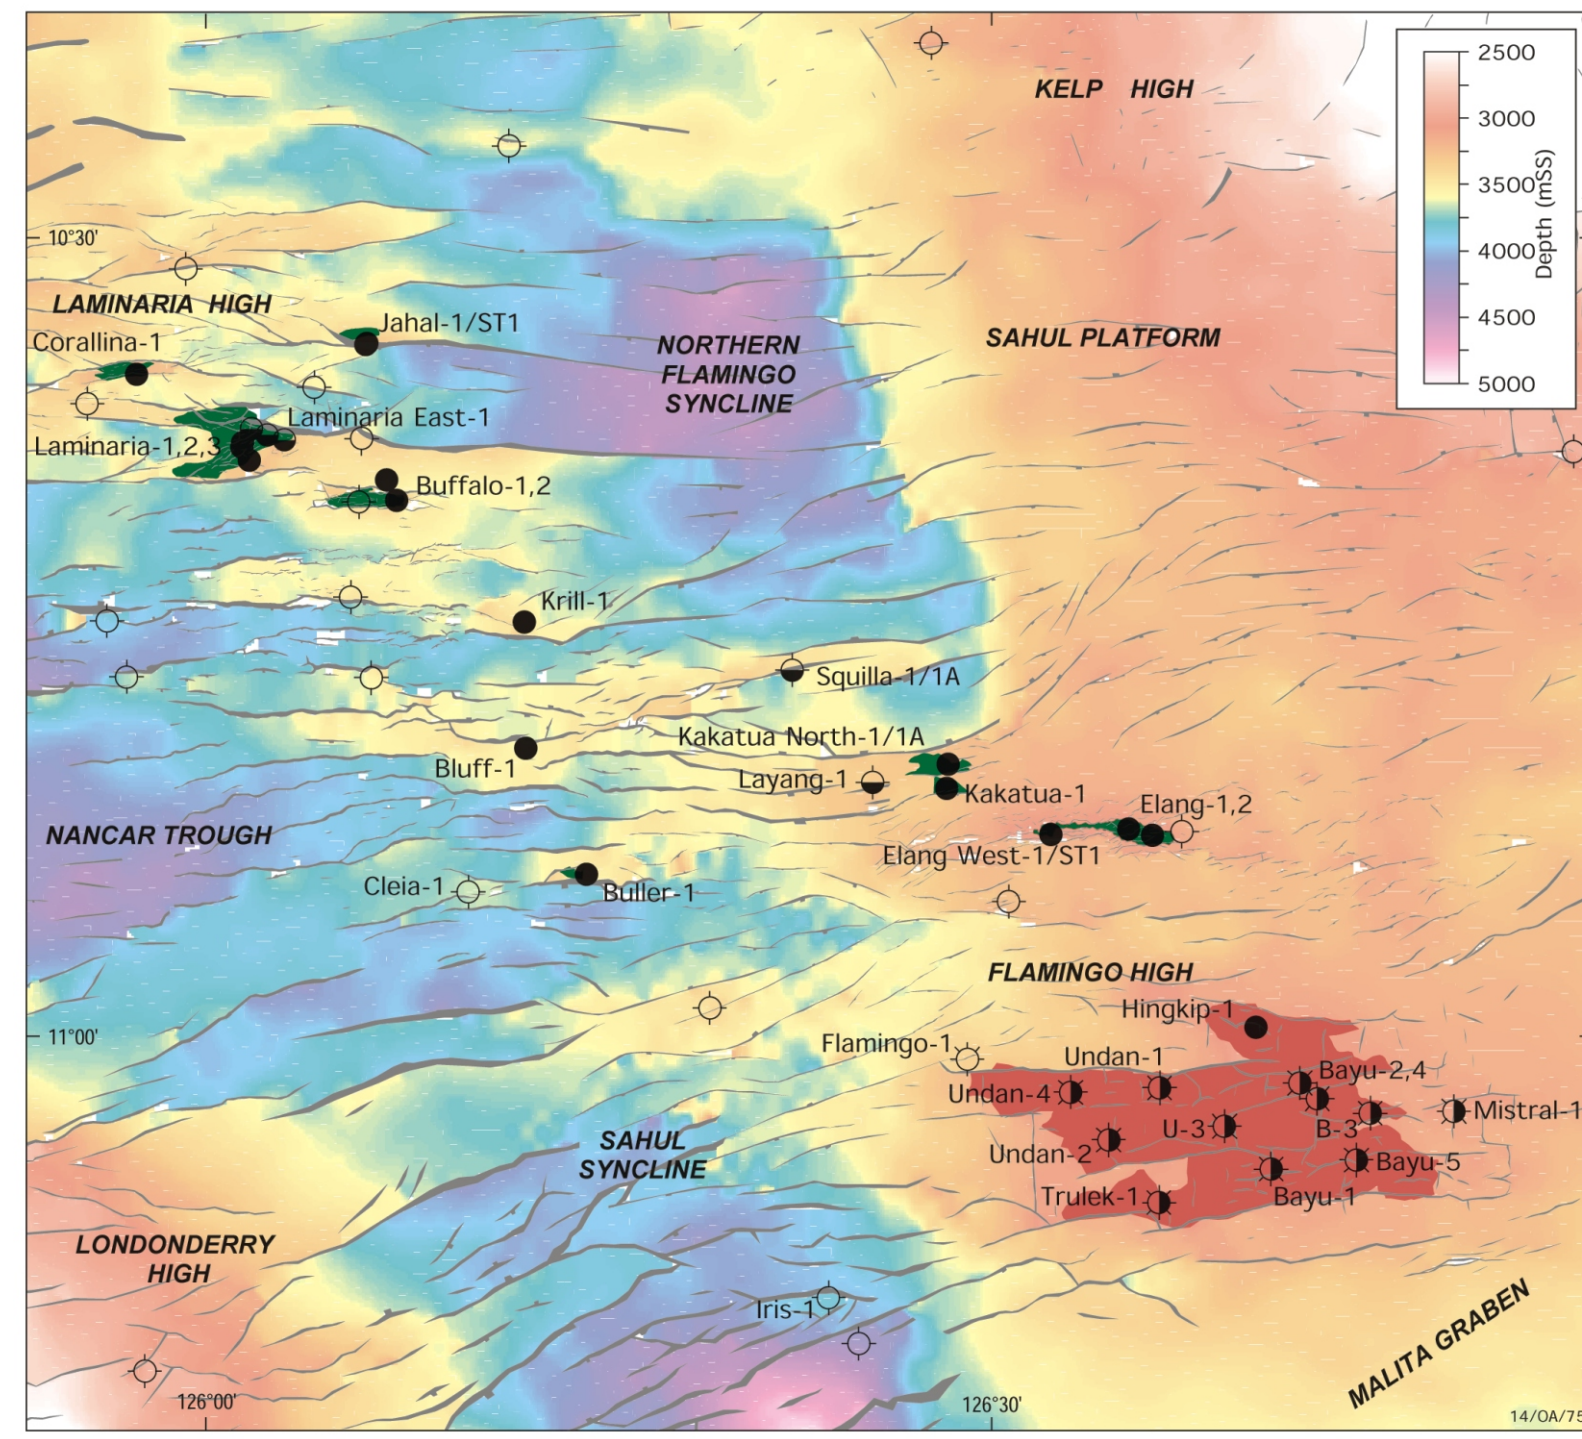 KELP HIGH
2500
3000
3500
4000
4500
5000
Depth (mSS)
10°30'
LAMINARIA HIGH
Jahal-1/ST1
Corallina-1
NORTHERN
FLAMINGO
SYNCLINE
SAHUL PLATFORM
Laminaria East-1
Laminaria-1,2,3
Buffalo-1,2
Krill-1
Squilla-1/1A
Kakatua North-1/1A
Bluff-1
Layang-1
Kakatua-1
Elang-1,2
NANCAR TROUGH
Elang West-1/ST1
Cleia-1
Buller-1
FLAMINGO HIGH
Hingkip-1
11°00'
Flamingo-1
Undan-1
Bayu-2,4
Undan-4
Mistral-1
U-3
B-3
Undan-2
Bayu-5
SAHUL
SYNCLINE
Trulek-1
Bayu-1
LONDONDERRY
HIGH
Iris-1
MALITA GRABEN
126°00'
126°30'
14/OA/75